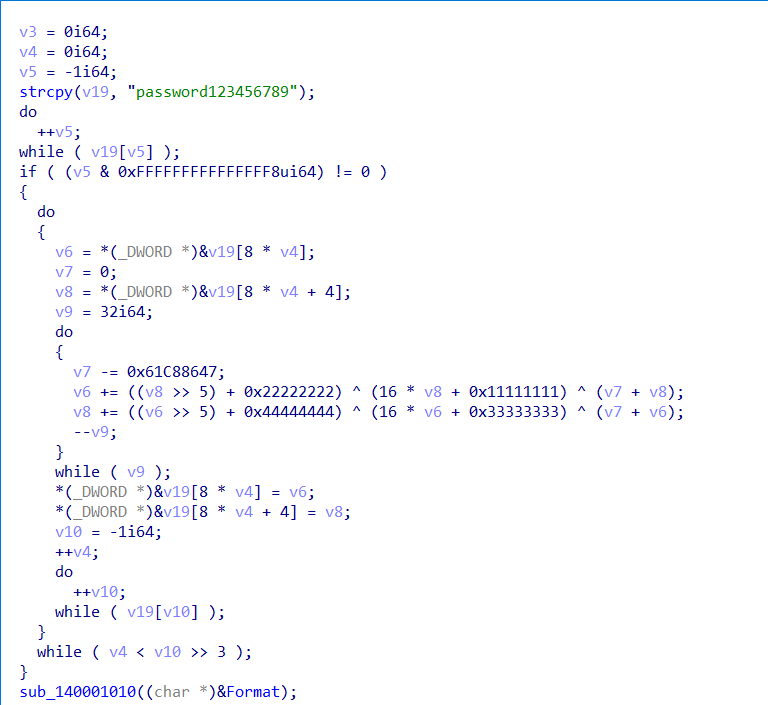 v3 = 0i64;
v4 = 0i64;
v5 = -1i64;
strcpy(v19, "password123456789");
do
++v5;
while ( v19[v5] );
if ( (v5 & 0xFFFFFFFFFFFFFFF8ui64) != 0 )
{
do
{
v6 = *(_DWORD *)&v19[8 * v4];
v7 = 0;
v8 = *(_DWORD *)&v19[8 * v4 + 4];
v9 = 32i64;
do
{
v7 -= 0x61C88647;
v6 += ((v8 >> 5) + 0x22222222) ^ (16 * v8 + 0x11111111) ^ (v7 + v8);
v8 += ((v6 >> 5) + 0x44444444) ^ (16 * v6 + 0x33333333) ^ (v7 + v6);
--v9;
}
while ( v9 );
*(_DWORD *)&v19[8 * v4] = v6;
*(_DWORD *)&v19[8 * v4 + 4] = v8;
v10 = -1i64;
++v4;
do
++v10;
while ( v19[v10] );
}
while ( v4 < v10 >> 3 );
}
sub_140001010((char *)&Format);